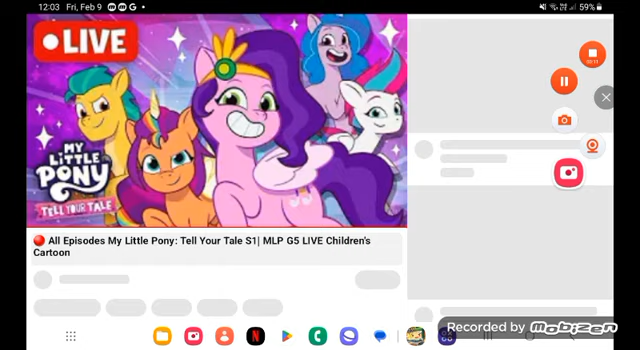 12:03 Fri, Feb 9
59%
LIVE
MY
LITTLE
PONY
TELL YOUR TALE
🔴 All Episodes My Little Pony: Tell Your Tale S1| MLP G5 LIVE Children's
Cartoon
Recorded by Mobizen